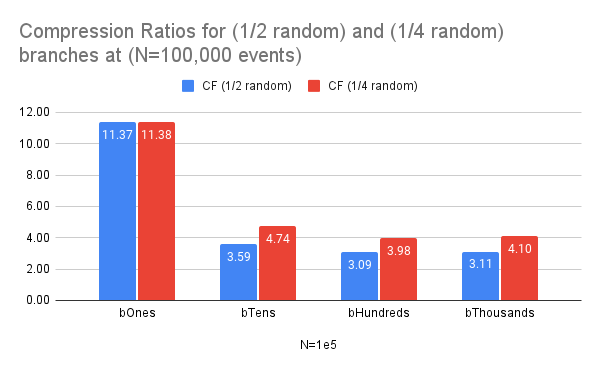 Compression Ratios for (1/2 random) and (1/4 random)
branches at (N=100,000 events)
CF (1/2 random) CF (1/4 random)
12.00
10.00
8.00
6.00
4.00
2.00
0.00
11.37 11.38
3.59 4.74
3.09 3.98
3.11 4.10
bOnes bTens bHundreds bThousands
N=1e5